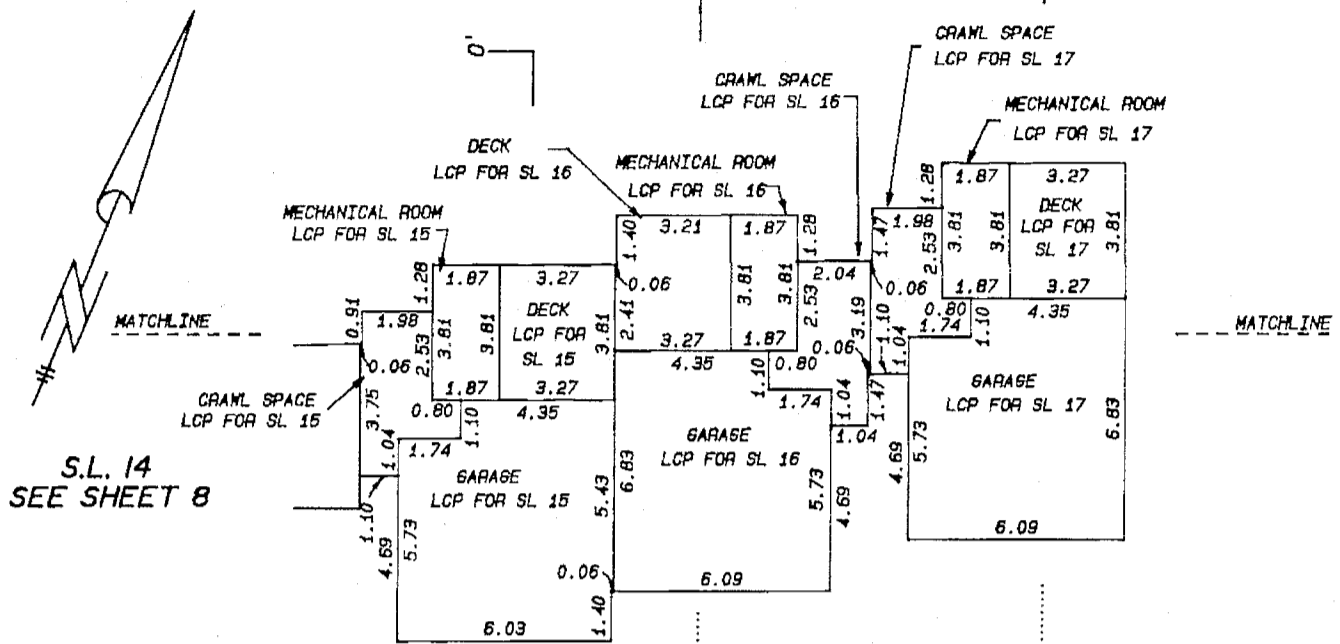 CRAWL SPACE
LCP FOR SL 17
0'
CRAWL SPACE
LCP FOR SL 16
MECHANICAL ROOM
LCP FOR SL 17
DECK
LCP FOR SL 16
MECHANICAL ROOM
LCP FOR SL 16
MECHANICAL ROOM
LCP FOR SL 15
1.28
1.87
3.27
DECK
LCP FOR
SL 17
3.81
3.81
3.81
1.47
1.98
2.53
1.87
3.27
0.06
0.80
4.35
1.74
1.10
1.40
3.21
1.87
1.28
2.04
0.06
2.41
3.81
3.81
2.53
3.19
1.10
1.04
3.27
1.87
0.06
4.35
0.80
1.10
1.74
1.04
1.47
1.04
0.91
1.98
1.28
1.87
3.27
DECK
LCP FOR
SL 15
3.81
3.81
3.81
2.53
0.06
1.87
3.27
0.80
4.35
1.10
1.74
3.75
1.04
MATCHLINE
MATCHLINE
CRAWL SPACE
LCP FOR SL 15
S.L. 14
SEE SHEET 8
GARAGE
LCP FOR SL 15
GARAGE
LCP FOR SL 16
GARAGE
LCP FOR SL 17
1.10
4.69
5.73
5.43
6.83
5.73
4.69
4.69
5.73
6.83
0.06
6.09
6.09
6.03
1.40